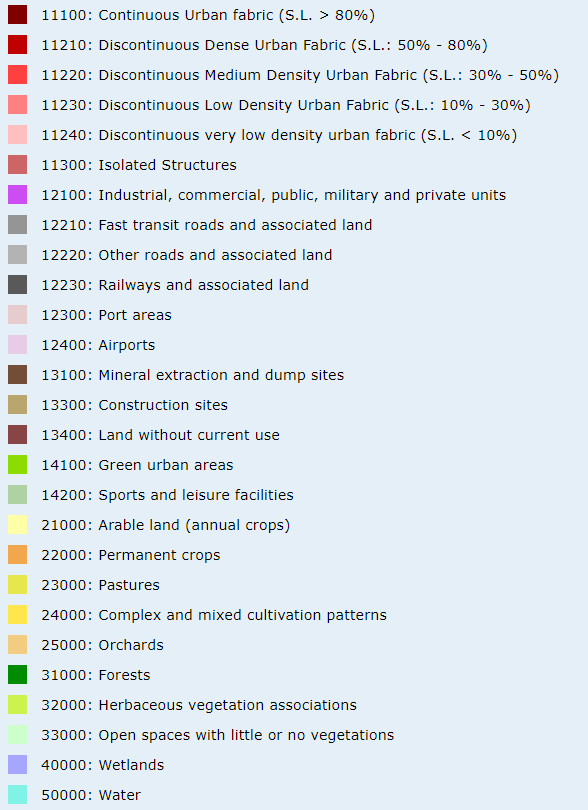 11100: Continuous Urban fabric (S.L. > 80%)
11210: Discontinuous Dense Urban Fabric (S.L.: 50% - 80%)
11220: Discontinuous Medium Density Urban Fabric (S.L.: 30% - 50%)
11230: Discontinuous Low Density Urban Fabric (S.L.: 10% - 30%)
11240: Discontinuous very low density urban fabric (S.L. < 10%)
11300: Isolated Structures
12100: Industrial, commercial, public, military and private units
12210: Fast transit roads and associated land
12220: Other roads and associated land
12230: Railways and associated land
12300: Port areas
12400: Airports
13100: Mineral extraction and dump sites
13300: Construction sites
13400: Land without current use
14100: Green urban areas
14200: Sports and leisure facilities
21000: Arable land (annual crops)
22000: Permanent crops
23000: Pastures
24000: Complex and mixed cultivation patterns
25000: Orchards
31000: Forests
32000: Herbaceous vegetation associations
33000: Open spaces with little or no vegetations
40000: Wetlands
50000: Water